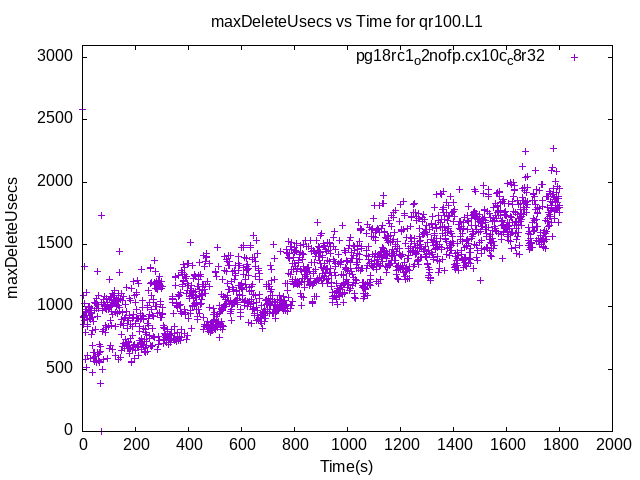 maxDeleteUsecs vs Time for qr100.L1
pg18rc1o2nofp.cx10cc8r32
3000
2500
2000
1500
1000
500
0
maxDeleteUsecs
0 200 400 600 800 1000 1200 1400 1600 1800 2000
Time(s)